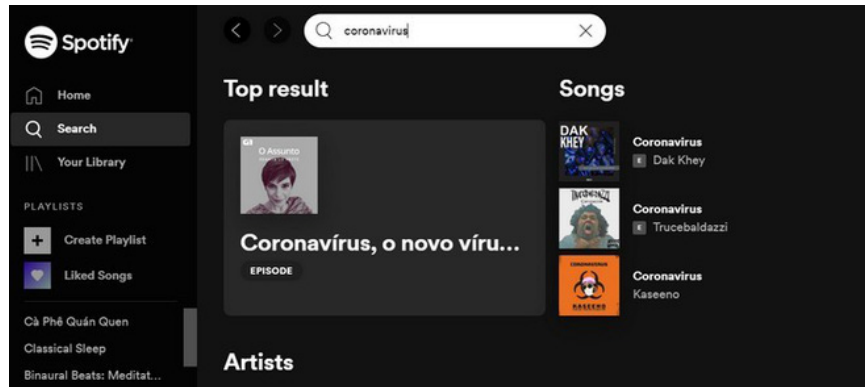 Spotify
coronavirus
Home
Search
Your Library
PLAYLISTS
Create Playlist
Liked Songs
Cà Phê Quán Quen
Classical Sleep
Binaural Beats: Meditat...
Top result
G1
O Assunto
Coronavírus, o novo víru...
EPISODE
Songs
DAK
KHEY
Coronavirus
E Dak Khey
Coronavirus
E Trucebaldazzi
CORONAVIRUS
KASEENO
Coronavirus
Kaseeno
Artists